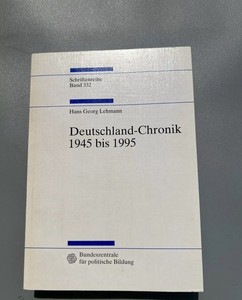 Schriftenreihe
Band 332
Hans Georg Lehmann
Deutschland-Chronik
1945 bis 1995
Bundeszentrale
für politische Bildung